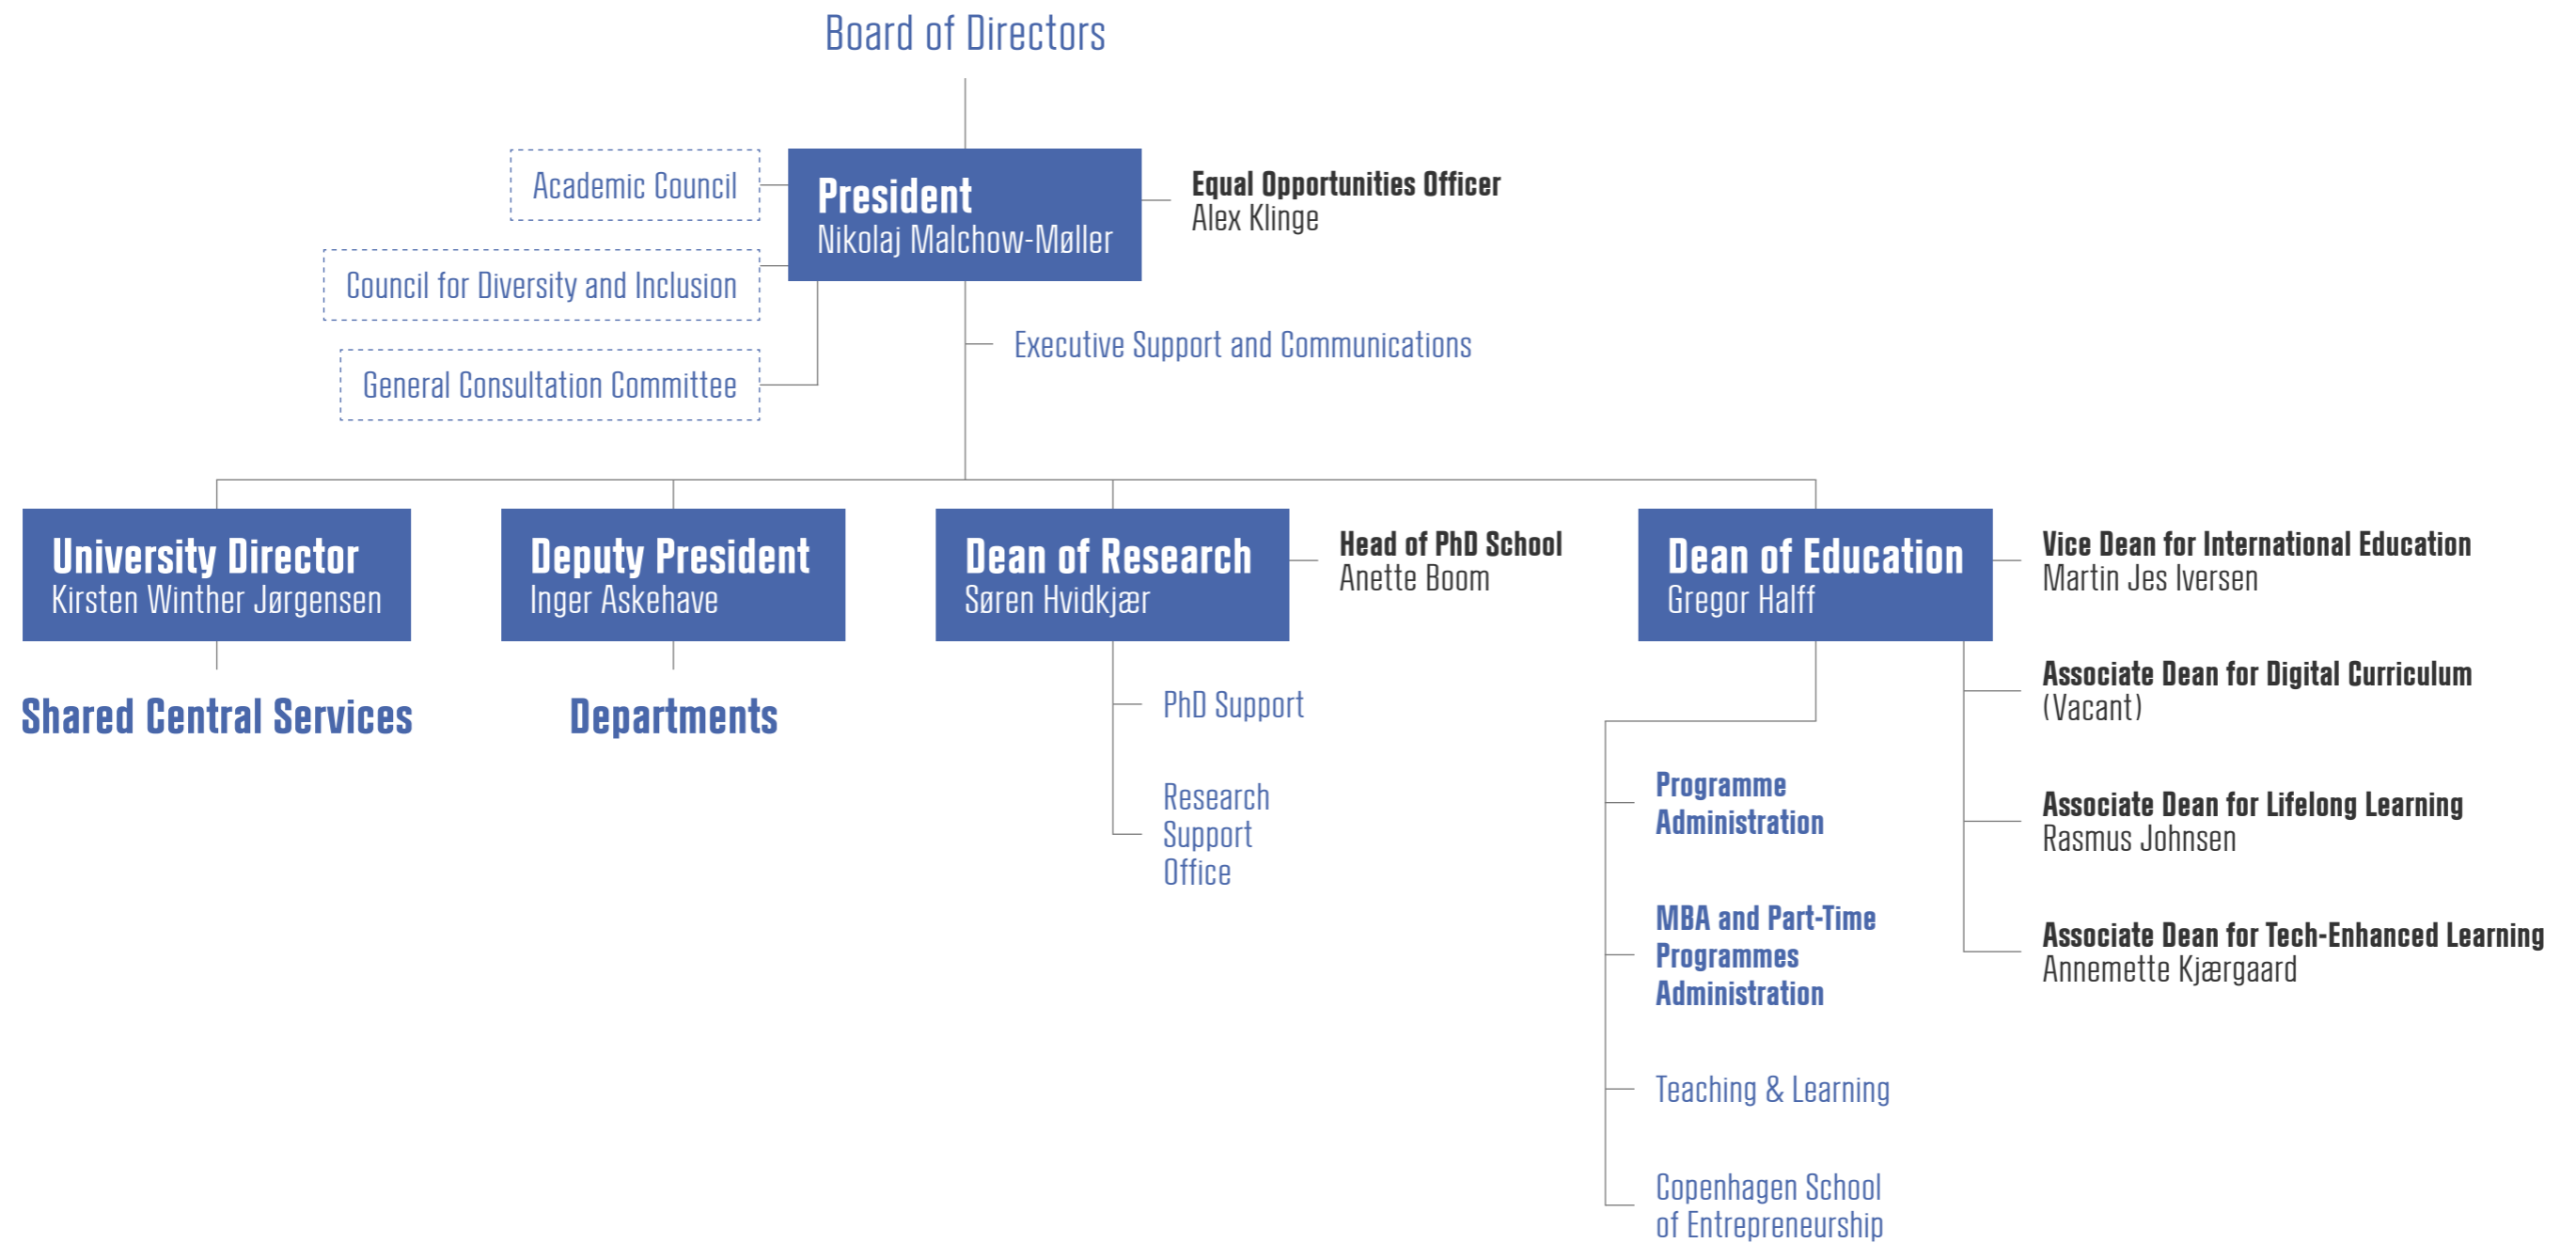 Board of Directors
Academic Council
President
Nikolaj Malchow-Møller
Equal Opportunities Officer
Alex Klinge
Council for Diversity and Inclusion
General Consultation Committee
Executive Support and Communications
University Director
Kirsten Winther Jørgensen
Shared Central Services
Deputy President
Inger Askehave
Departments
Dean of Research
Søren Hvidkjær
Head of PhD School
Anette Boom
PhD Support
Research
Support
Office
Dean of Education
Gregor Halff
Programme
Administration
MBA and Part-Time
Programmes
Administration
Teaching & Learning
Copenhagen School
of Entrepreneurship
Vice Dean for International Education
Martin Jes Iversen
Associate Dean for Digital Curriculum
(Vacant)
Associate Dean for Lifelong Learning
Rasmus Johnsen
Associate Dean for Tech-Enhanced Learning
Annemette Kjærgaard